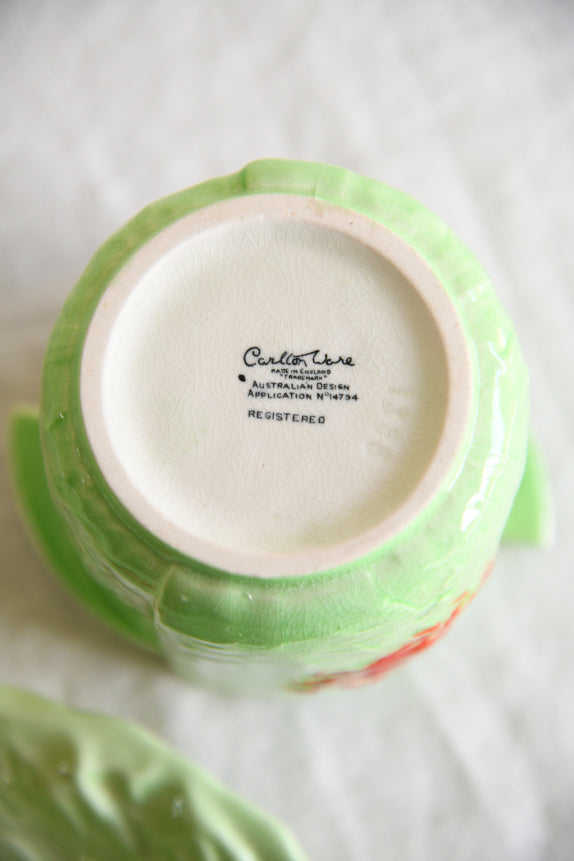 Carlton Ware
MADE IN ENGLAND
"TRADE MARK"
AUSTRALIAN DESIGN
APPLICATION No 14794
REGISTERED